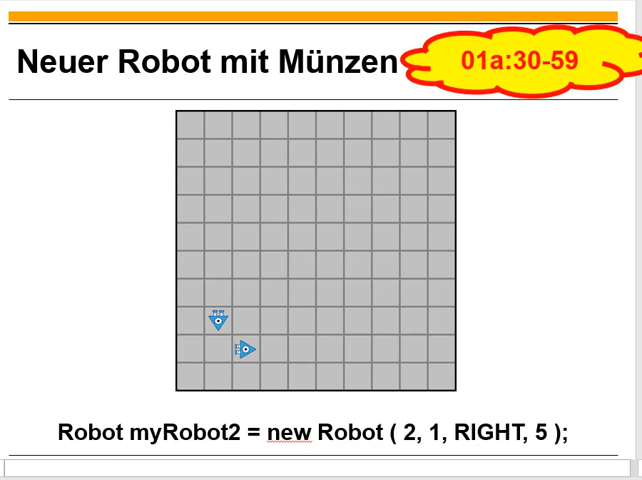 Neuer Robot mit Münzen
01a:30-59
Robot myRobot2 = new Robot ( 2, 1, RIGHT, 5 );